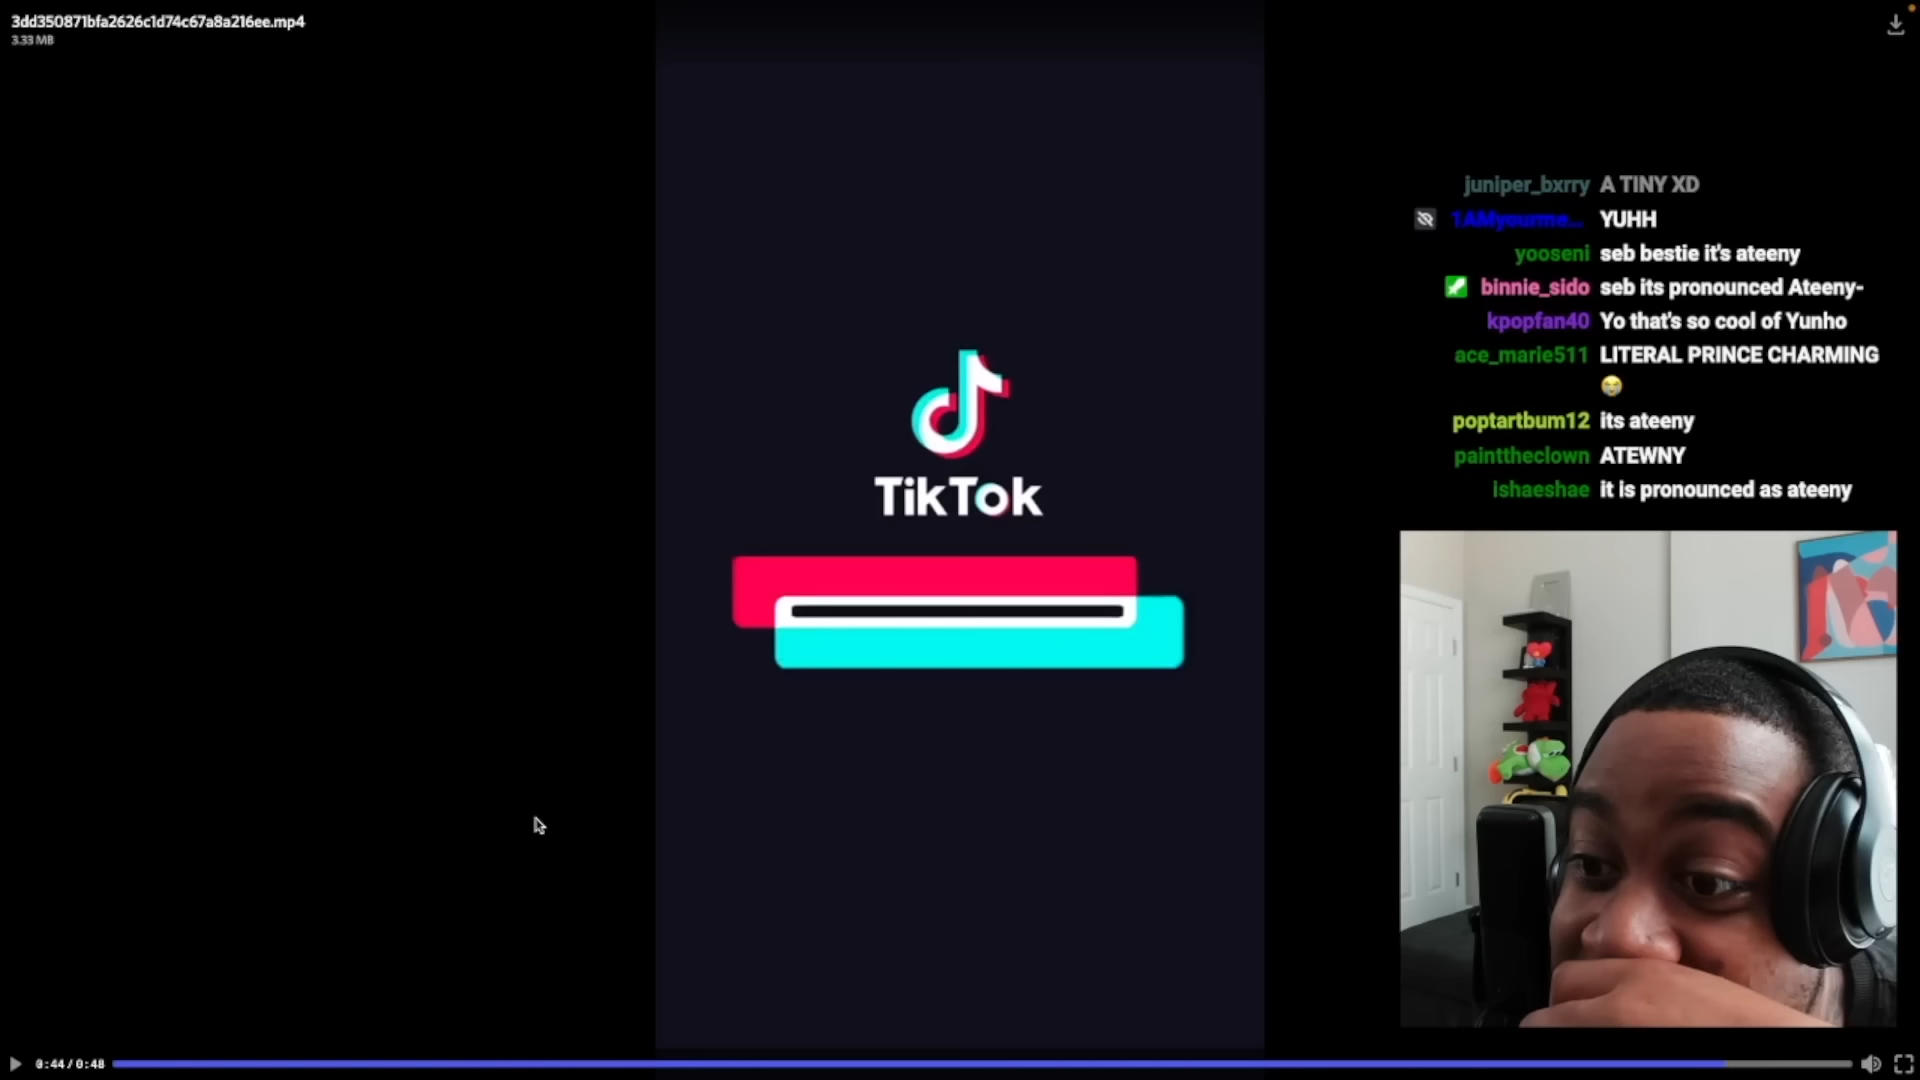 3dd350871bfa2626c1d74c67a8a216ee.mp4
3.33 MB
juniper_bxrry A TINY XD
1AMyourme... YUHH
yooseni seb bestie it's ateeny
binnie_sido seb its pronounced Ateeny-
kpopfan40 Yo that's so cool of Yunho
ace_marie511 LITERAL PRINCE CHARMING
poptartbum12 its ateeny
painttheclown ATEWNY
ishaeshae it is pronounced as ateeny
TikTok
0:44 / 0:48